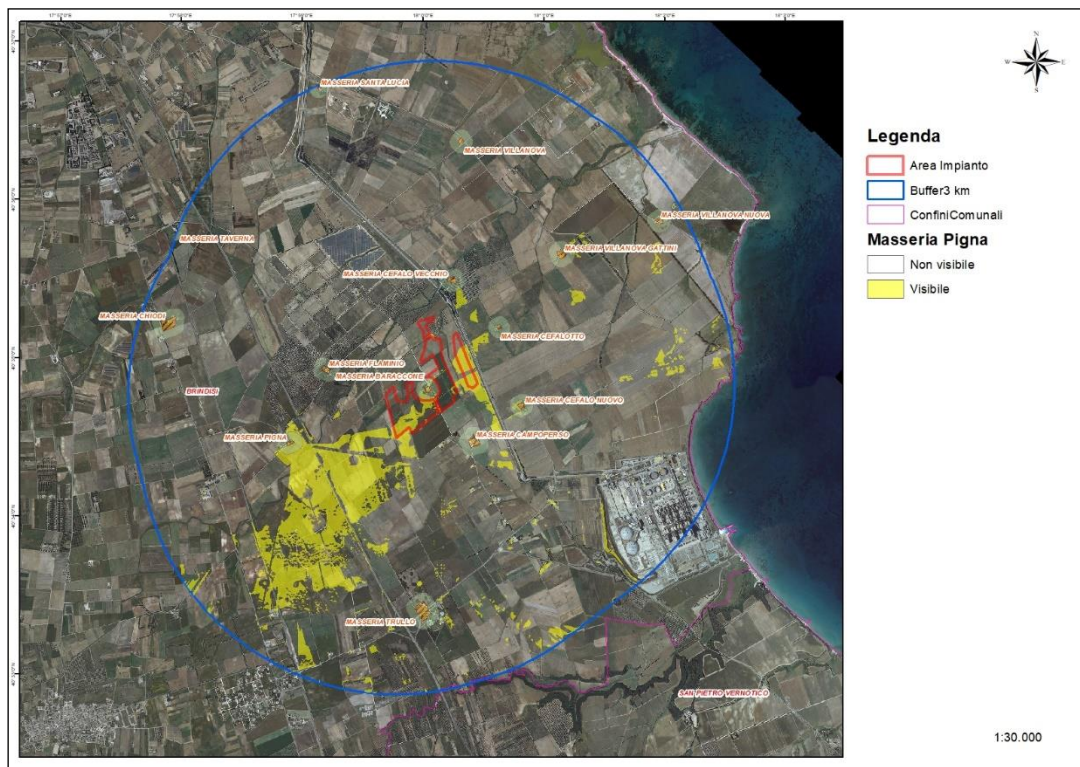 N
W
E
S
MASSERIA SANTA LUCIA
MASSERIA VILLANOVA
MASSERIA VILLANOVA NUOVA
MASSERIA TAVERNA
MASSERIA VILLANOVA GATTINI
MASSERIA CEFALO VECCHIO
MASSERIA CHIODI
MASSERIA CEFALOTTO
MASSERIA FLAMINIO
MASSERIA BARACCONE
BRINDISI
MASSERIA CEFALO NUOVO
MASSERIA PIGNA
MASSERIA CAMPOPERSO
MASSERIA TRULLO
SAN PIETRO VERNOTICO
Legenda
Area Impianto
Buffer3 km
ConfiniComunali
Masseria Pigna
Non visibile
Visibile
1:30.000